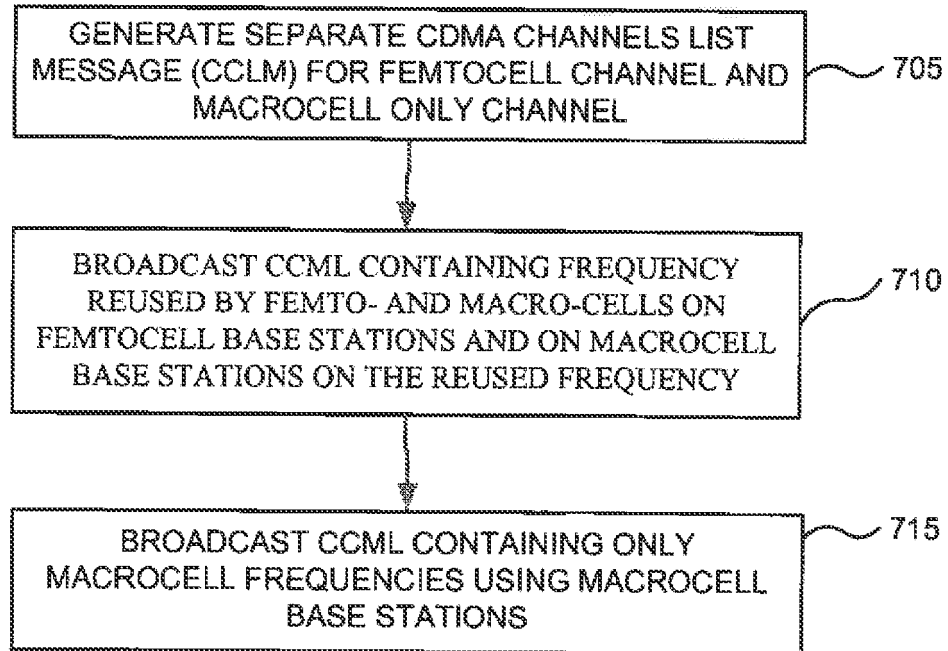 GENERATE SEPARATE CDMA CHANNELS LIST
MESSAGE (CCLM) FOR FEMTOCELL CHANNEL AND
MACROCELL ONLY CHANNEL
705
BROADCAST CCML CONTAINING FREQUENCY
REUSED BY FEMTO- AND MACRO-CELLS ON
FEMTOCELL BASE STATIONS AND ON MACROCELL
BASE STATIONS ON THE REUSED FREQUENCY
710
BROADCAST CCML CONTAINING ONLY
MACROCELL FREQUENCIES USING MACROCELL
BASE STATIONS
715